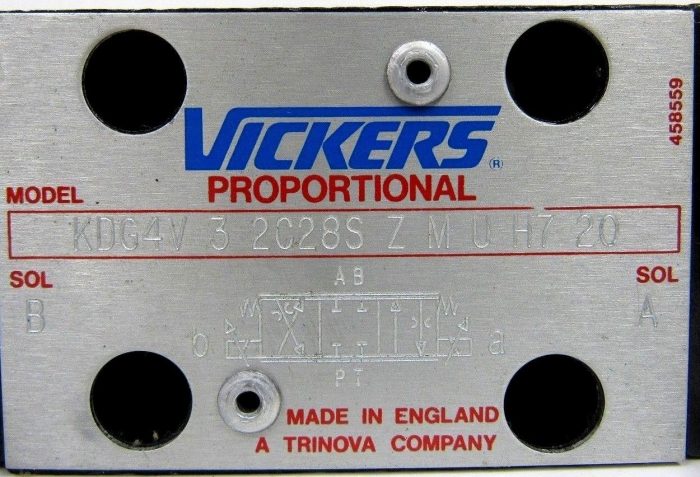 458559
VICKERS®
PROPORTIONAL
MODEL
KDG4V 3 2C28S Z M U H7 20
SOL
SOL
B
A
A B
b
a
P T
MADE IN ENGLAND
A TRINOVA COMPANY